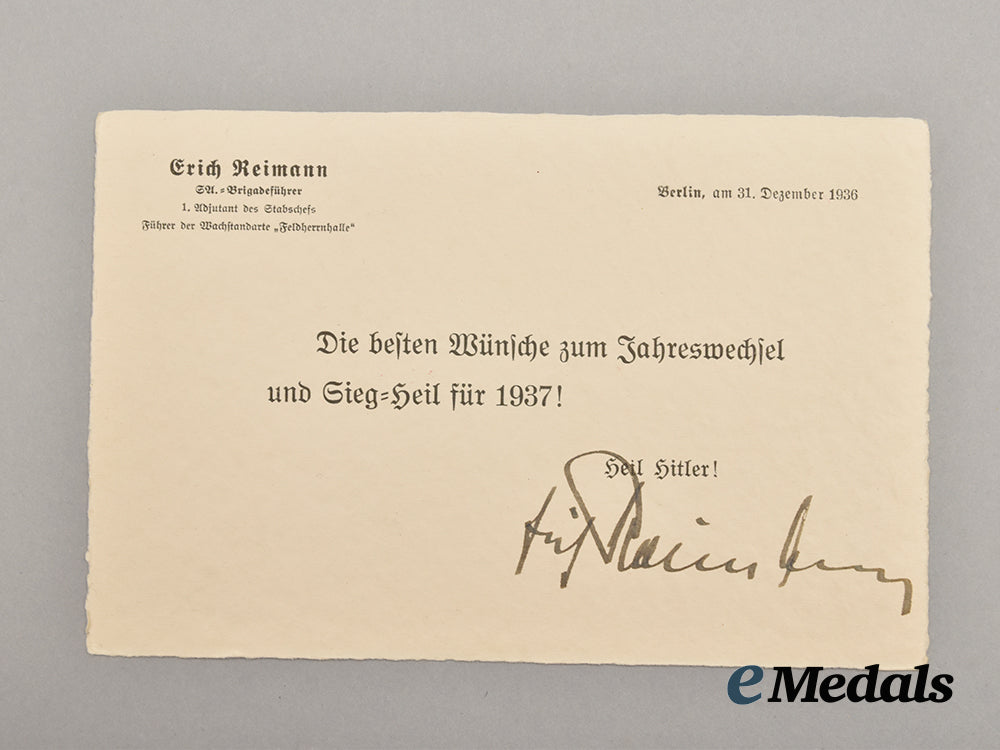 Erich Reimann
SA.=Brigadeführer
1. Adjutant des Stabschefs
Führer der Wachstandarte „Feldherrnhalle“
Berlin, am 31. Dezember 1936
Die besten Wünsche zum Jahreswechsel
und Sieg=Heil für 1937!
Heil Hitler!
eMedals